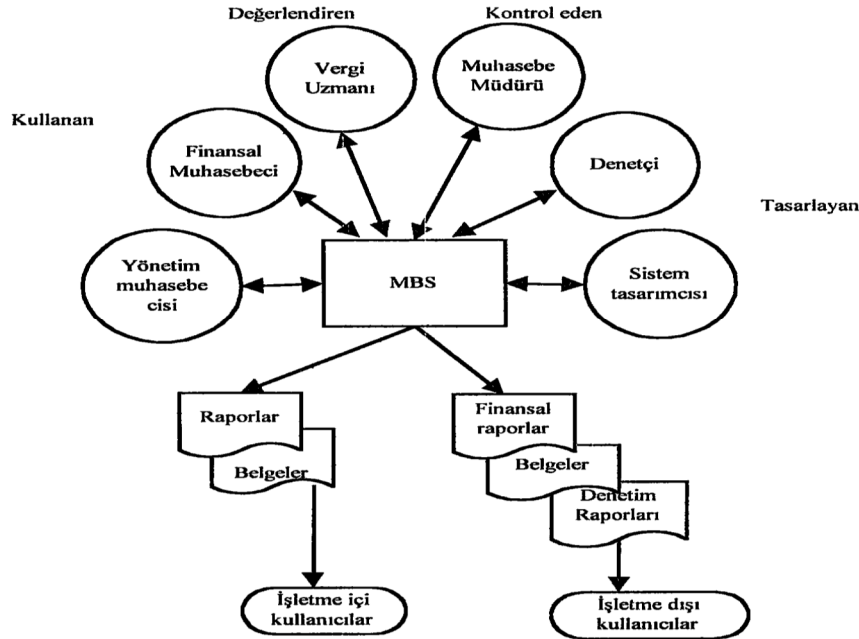 Değerlendiren
Kontrol eden
Vergi
Uzmanı
Muhasebe
Müdürü
Kullanan
Finansal
Muhasebeci
Denetçi
Tasarlayan
Yönetim
muhasebe
cisi
MBS
Sistem
tasarımcısı
Raporlar
Belgeler
Finansal
raporlar
Belgeler
Denetim
Raporları
İşletme içi
kullanıcılar
İşletme dışı
kullanıcılar